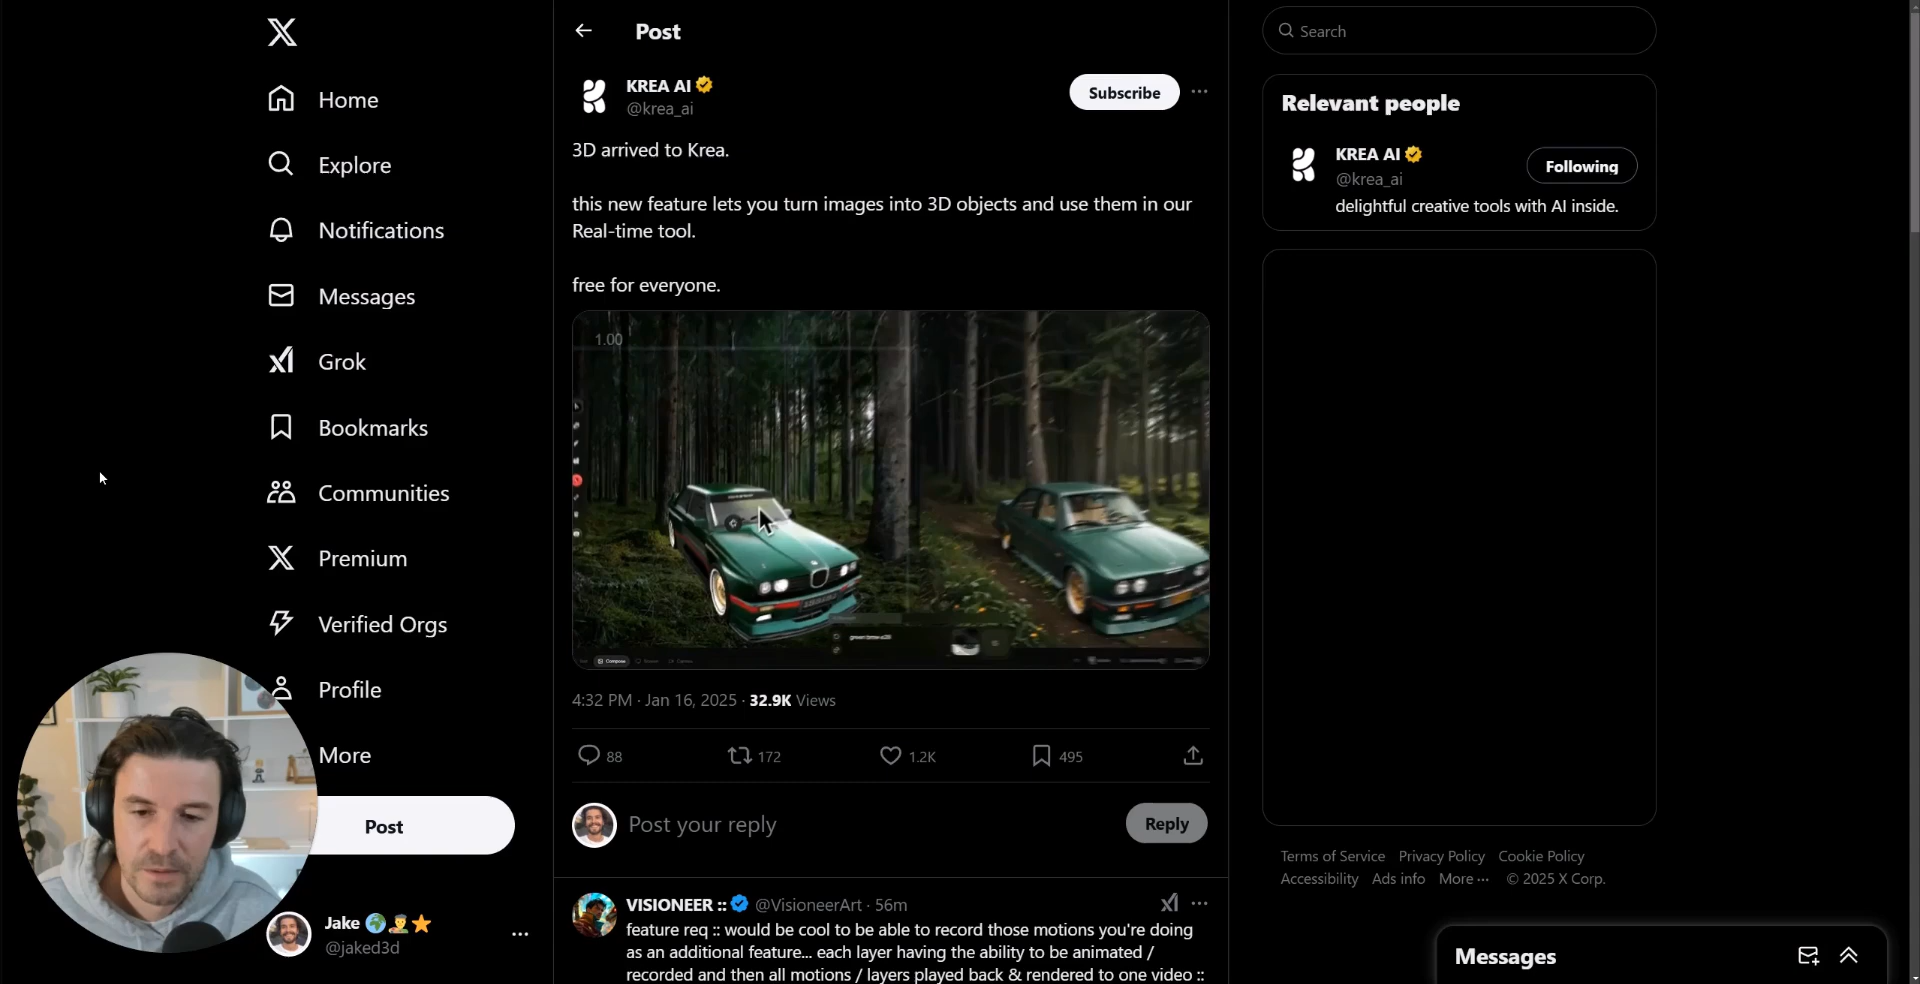 Home
Explore
Notifications
Messages
Grok
Bookmarks
Communities
Premium
Verified Orgs
Profile
More
Post
Jake
@jaked3d
Post
KREA AI
@krea_ai
Subscribe
3D arrived to Krea.
this new feature lets you turn images into 3D objects and use them in our
Real-time tool.
free for everyone.
1.00
Compose
4:32 PM · Jan 16, 2025 · 32.9K Views
88
172
1.2K
495
Post your reply
Reply
VISIONEER :: @VisioneerArt · 56m
feature req :: would be cool to be able to record those motions you're doing
as an additional feature... each layer having the ability to be animated /
recorded and then all motions / layers played back & rendered to one video ::
Search
Relevant people
KREA AI
@krea_ai
Following
delightful creative tools with AI inside.
Terms of Service Privacy Policy Cookie Policy
Accessibility Ads info More ··· © 2025 X Corp.
Messages